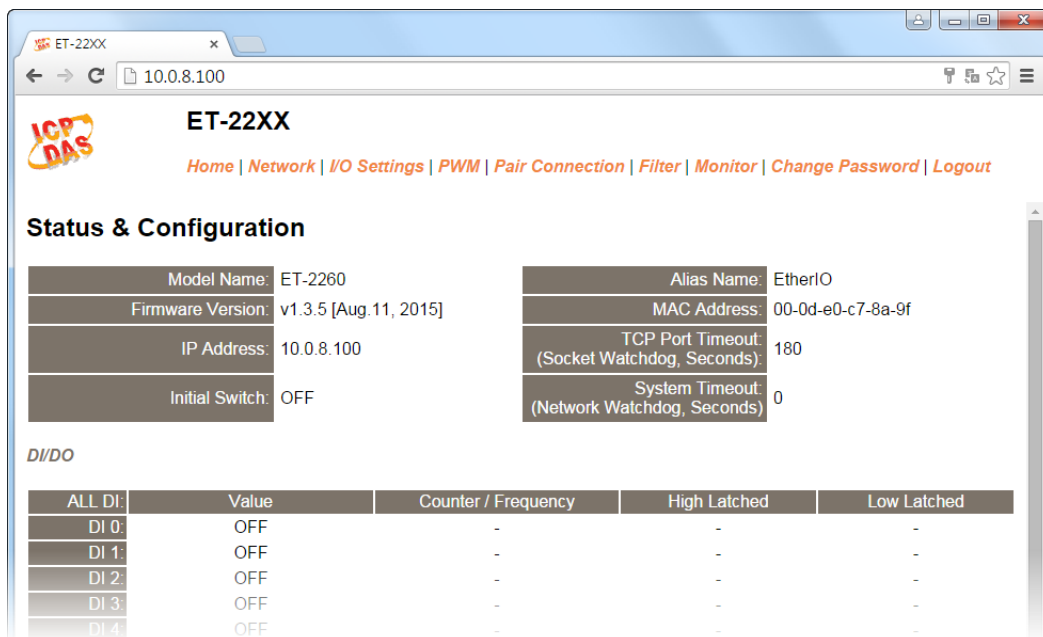 ET-22XX
10.0.8.100
ICP DAS
ET-22XX
Home | Network | I/O Settings | PWM | Pair Connection | Filter | Monitor | Change Password | Logout
Status & Configuration
Model Name: ET-2260 Alias Name: EtherIO
Firmware Version: v1.3.5 [Aug.11, 2015] MAC Address: 00-0d-e0-c7-8a-9f
IP Address: 10.0.8.100 TCP Port Timeout: (Socket Watchdog, Seconds): 180
Initial Switch: OFF System Timeout: (Network Watchdog, Seconds) 0
DI/DO
ALL DI: Value Counter / Frequency High Latched Low Latched
DI 0: OFF - - -
DI 1: OFF - - -
DI 2: OFF - - -
DI 3: OFF - - -
DI 4: OFF - - -